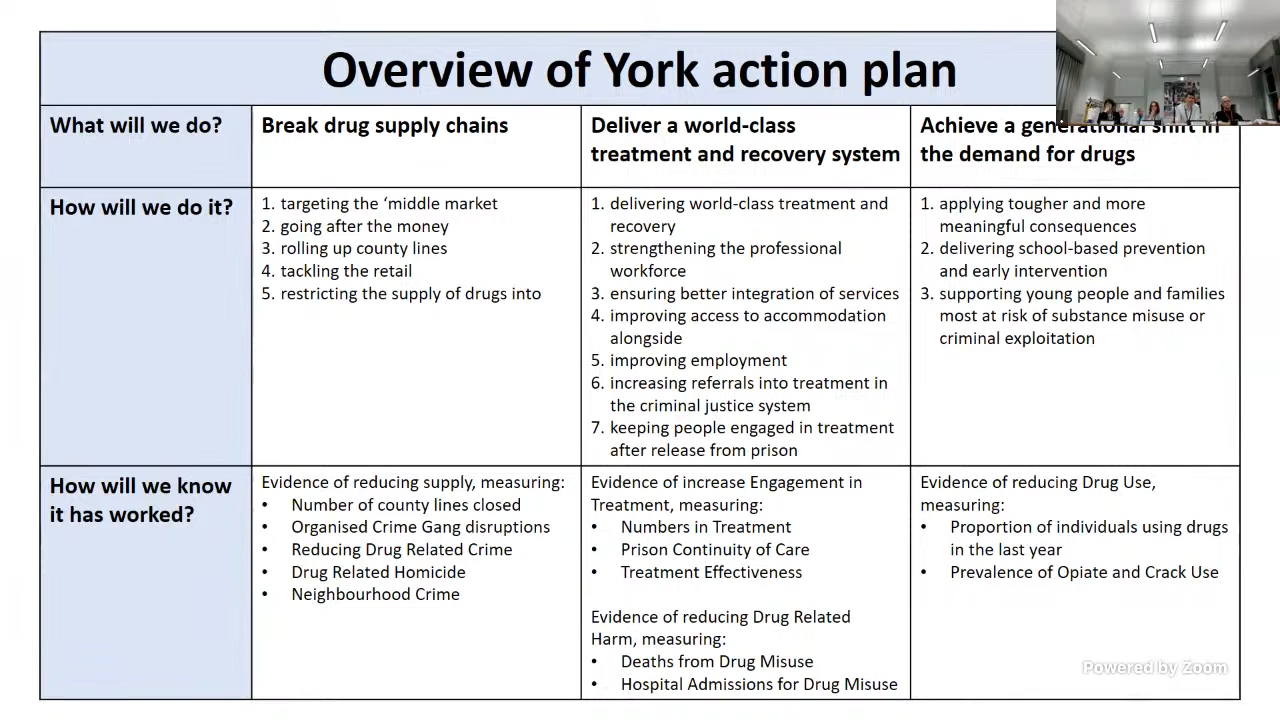 Overview of York action plan
What will we do?
Break drug supply chains
Deliver a world-class
treatment and recovery system
Achieve a generational shift in
the demand for drugs
How will we do it?
1. targeting the ‘middle market
2. going after the money
3. rolling up county lines
4. tackling the retail
5. restricting the supply of drugs into
1. delivering world-class treatment and
recovery
2. strengthening the professional
workforce
3. ensuring better integration of services
4. improving access to accommodation
alongside
5. improving employment
6. increasing referrals into treatment in
the criminal justice system
7. keeping people engaged in treatment
after release from prison
1. applying tougher and more
meaningful consequences
2. delivering school-based prevention
and early intervention
3. supporting young people and families
most at risk of substance misuse or
criminal exploitation
How will we know
it has worked?
Evidence of reducing supply, measuring:
• Number of county lines closed
• Organised Crime Gang disruptions
• Reducing Drug Related Crime
• Drug Related Homicide
• Neighbourhood Crime
Evidence of increase Engagement in
Treatment, measuring:
• Numbers in Treatment
• Prison Continuity of Care
• Treatment Effectiveness
Evidence of reducing Drug Related
Harm, measuring:
• Deaths from Drug Misuse
• Hospital Admissions for Drug Misuse
Evidence of reducing Drug Use,
measuring:
• Proportion of individuals using drugs
in the last year
• Prevalence of Opiate and Crack Use
Powered by Zoom